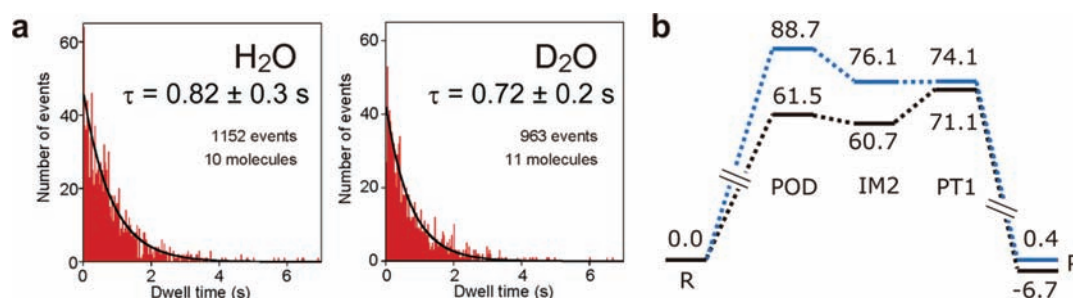 a
60
40
20
0
Number of events
H₂O
τ = 0.82 ± 0.3 s
1152 events
10 molecules
0 2 4 6
Dwell time (s)
60
40
20
0
Number of events
D₂O
τ = 0.72 ± 0.2 s
963 events
11 molecules
0 2 4 6
Dwell time (s)
b
88.7
76.1 74.1
61.5
60.7 71.1
POD IM2 PT1
0.0
R
0.4
-6.7